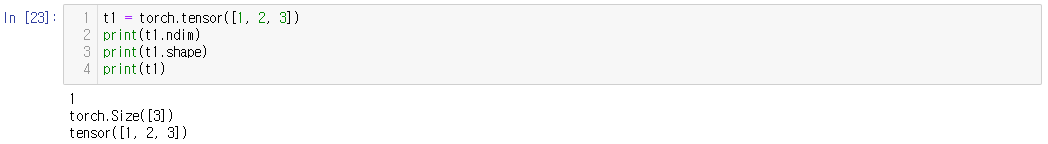 In [23]:
1 t1 = torch.tensor([1, 2, 3])
2 print(t1.ndim)
3 print(t1.shape)
4 print(t1)
1
torch.Size([3])
tensor([1, 2, 3])